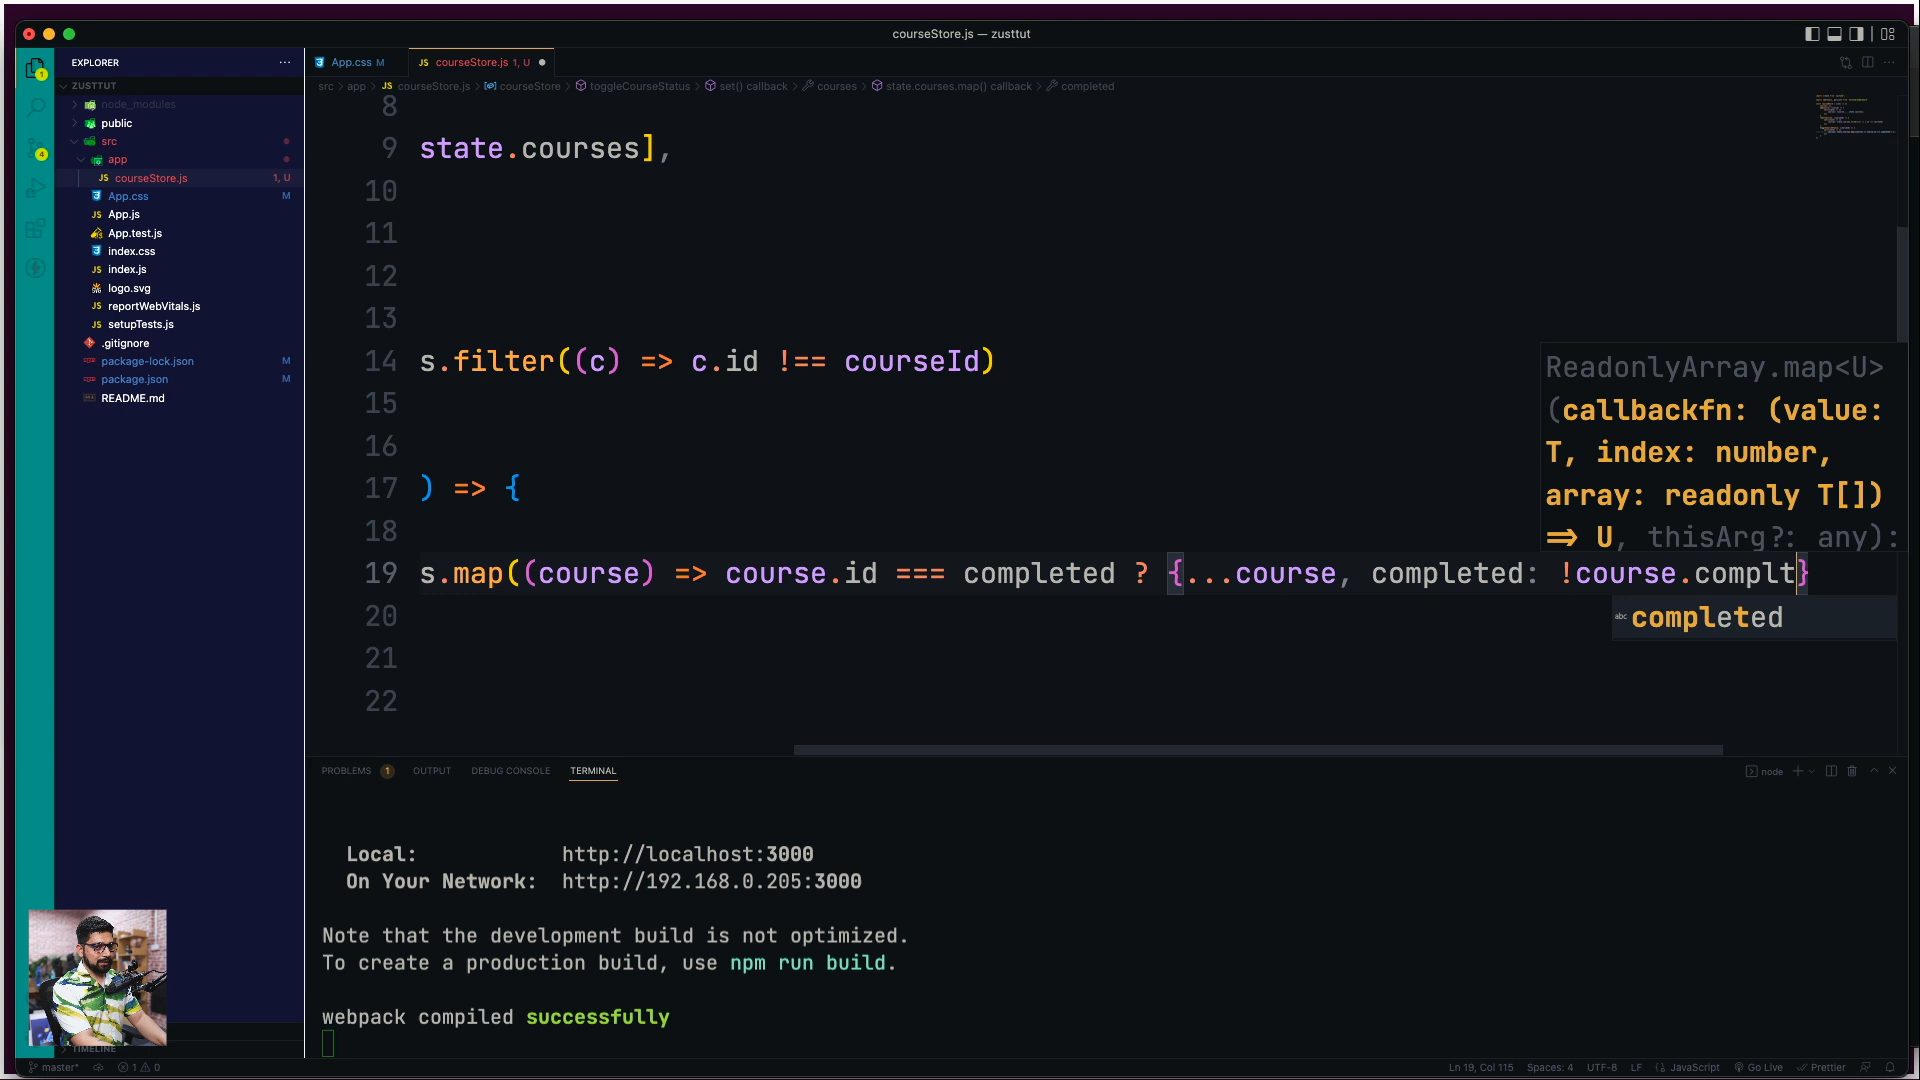 courseStore.js — zusttut
EXPLORER
ZUSTTUT
node_modules
public
src
app
courseStore.js 1, U
App.css M
App.js
App.test.js
index.css
index.js
logo.svg
reportWebVitals.js
setupTests.js
.gitignore
package-lock.json M
package.json M
README.md
TIMELINE
App.css M
JS courseStore.js 1, U
src > app > JS courseStore.js > courseStore > toggleCourseStatus > set() callback > courses > state.courses.map() callback > completed
8
9 state.courses],
10
11
12
13
14 s.filter((c) => c.id !== courseId)
15
16
17 ) => {
18
19 s.map((course) => course.id === completed ? {...course, completed: !course.complt}
20
21
22
ReadonlyArray.map<U>
(callbackfn: (value:
T, index: number,
array: readonly T[])
=> U, thisArg?: any):
abc completed
PROBLEMS 1 OUTPUT DEBUG CONSOLE TERMINAL
node
Local: http://localhost:3000
On Your Network: http://192.168.0.205:3000
Note that the development build is not optimized.
To create a production build, use npm run build.
webpack compiled successfully
master* 1 0
Ln 19, Col 115 Spaces: 4 UTF-8 LF JavaScript Go Live Prettier